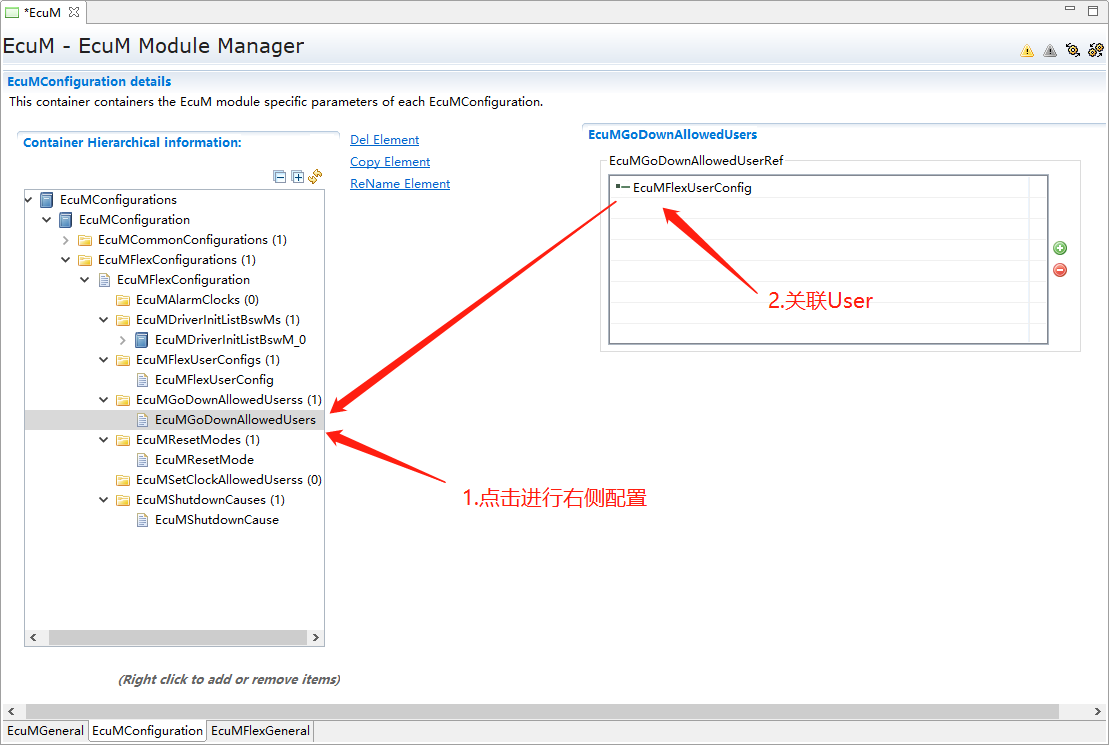 *EcuM
EcuM - EcuM Module Manager
EcuMConfiguration details
This container containers the EcuM module specific parameters of each EcuMConfiguration.
Container Hierarchical information:
Del Element
Copy Element
ReName Element
EcuMConfigurations
EcuMConfiguration
EcuMCommonConfigurations (1)
EcuMFlexConfigurations (1)
EcuMFlexConfiguration
EcuMAlarmClocks (0)
EcuMDriverInitListBswMs (1)
EcuMDriverInitListBswM_0
EcuMFlexUserConfigs (1)
EcuMFlexUserConfig
EcuMGoDownAllowedUserss (1)
EcuMGoDownAllowedUsers
EcuMResetModes (1)
EcuMResetMode
EcuMSetClockAllowedUserss (0)
EcuMShutdownCauses (1)
EcuMShutdownCause
(Right click to add or remove items)
EcuMGoDownAllowedUsers
EcuMGoDownAllowedUserRef
EcuMFlexUserConfig
2.关联User
1.点击进行右侧配置
EcuMGeneral
EcuMConfiguration
EcuMFlexGeneral